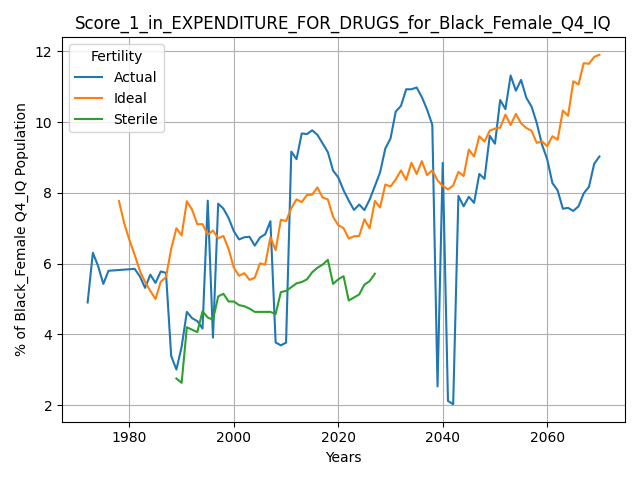 Score_1_in_EXPENDITURE_FOR_DRUGS_for_Black_Female_Q4_IQ
Fertility
Actual
Ideal
Sterile
% of Black_Female Q4_IQ Population
12
10
8
6
4
2
1980 2000 2020 2040 2060
Years